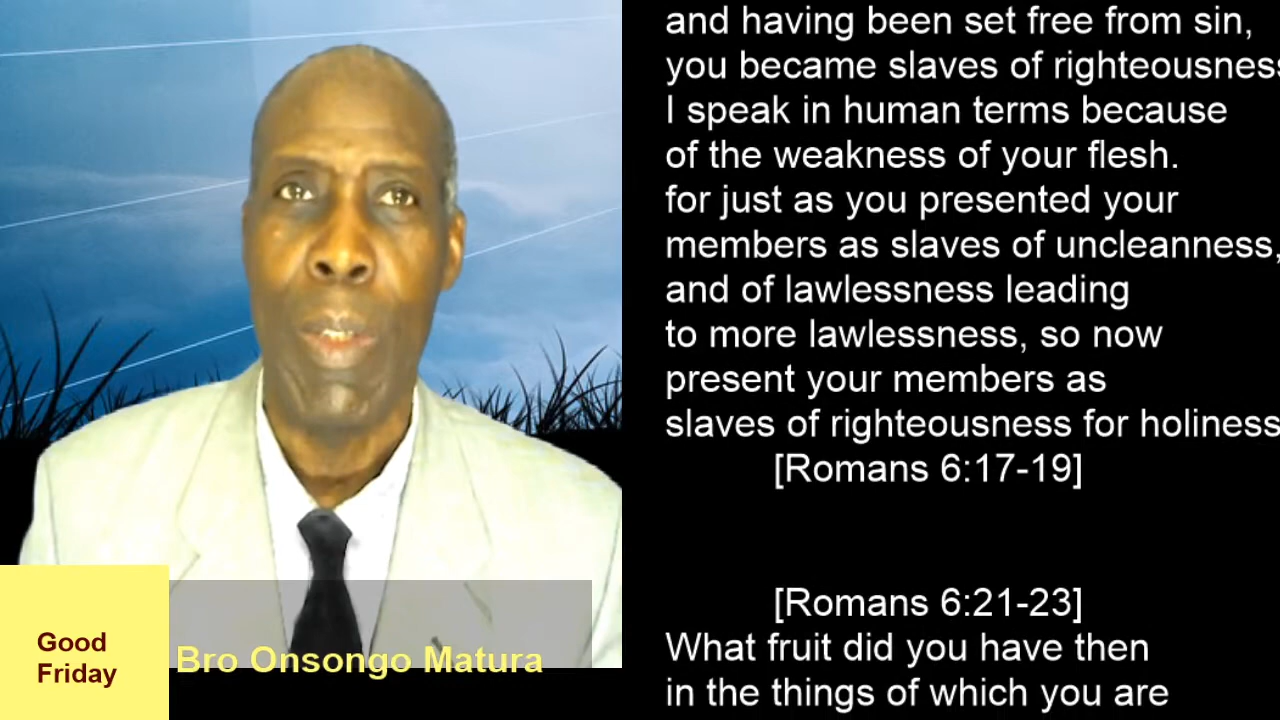 and having been set free from sin,
you became slaves of righteousnes
I speak in human terms because
of the weakness of your flesh.
for just as you presented your
members as slaves of uncleanness,
and of lawlessness leading
to more lawlessness, so now
present your members as
slaves of righteousness for holiness
[Romans 6:17-19]
[Romans 6:21-23]
What fruit did you have then
in the things of which you are
Good
Friday
Bro Onsongo Matura